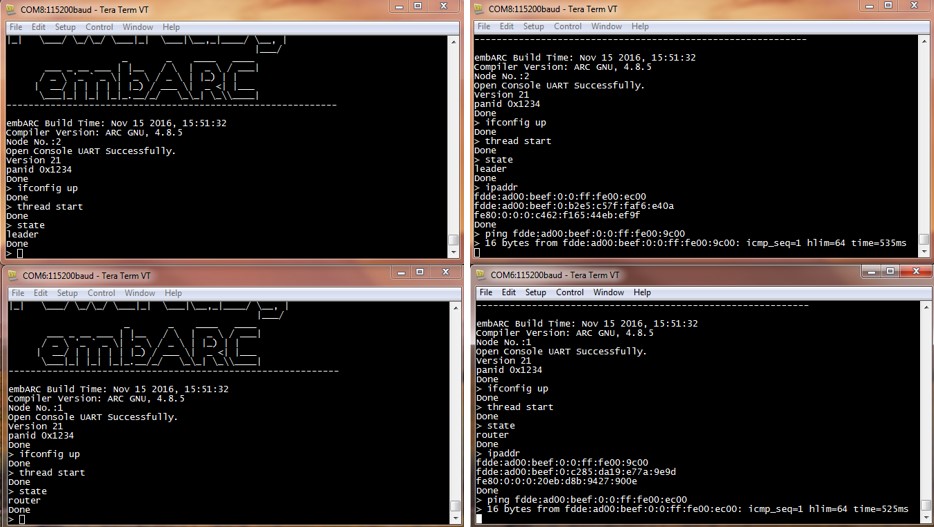 COM8:115200baud - Tera Term VT
File Edit Setup Control Window Help
embARC
------------------------------------------------------------------
embARC Build Time: Nov 15 2016, 15:51:32
Compiler Version: ARC GNU, 4.8.5
Node No.:2
Open Console UART Successfully.
Version 21
panid 0x1234
Done
> ifconfig up
Done
> thread start
Done
> state
leader
Done
>
COM8:115200baud - Tera Term VT
File Edit Setup Control Window Help
------------------------------------------------------------------
embARC Build Time: Nov 15 2016, 15:51:32
Compiler Version: ARC GNU, 4.8.5
Node No.:2
Open Console UART Successfully.
Version 21
panid 0x1234
Done
> ifconfig up
Done
> thread start
Done
> state
leader
Done
> ipaddr
fdde:ad00:beef:0:0:ff:fe00:ec00
fdde:ad00:beef:0:b2e5:c57f:faf6:e40a
fe80:0:0:0:c462:f165:44eb:ef9f
Done
> ping fdde:ad00:beef:0:0:ff:fe00:9c00
> 16 bytes from fdde:ad00:beef:0:0:ff:fe00:9c00: icmp_seq=1 hlim=64 time=535ms
COM6:115200baud - Tera Term VT
File Edit Setup Control Window Help
embARC
------------------------------------------------------------------
embARC Build Time: Nov 15 2016, 15:51:32
Compiler Version: ARC GNU, 4.8.5
Node No.:1
Open Console UART Successfully.
Version 21
panid 0x1234
Done
> ifconfig up
Done
> thread start
Done
> state
router
Done
>
COM6:115200baud - Tera Term VT
File Edit Setup Control Window Help
------------------------------------------------------------------
embARC Build Time: Nov 15 2016, 15:51:32
Compiler Version: ARC GNU, 4.8.5
Node No.:1
Open Console UART Successfully.
Version 21
panid 0x1234
Done
> ifconfig up
Done
> thread start
Done
> state
router
Done
> ipaddr
fdde:ad00:beef:0:0:ff:fe00:9c00
fdde:ad00:beef:0:c285:da19:e77a:9e9d
fe80:0:0:0:20eb:d8b:9427:900e
Done
> ping fdde:ad00:beef:0:0:ff:fe00:ec00
> 16 bytes from fdde:ad00:beef:0:0:ff:fe00:ec00: icmp_seq=1 hlim=64 time=525ms